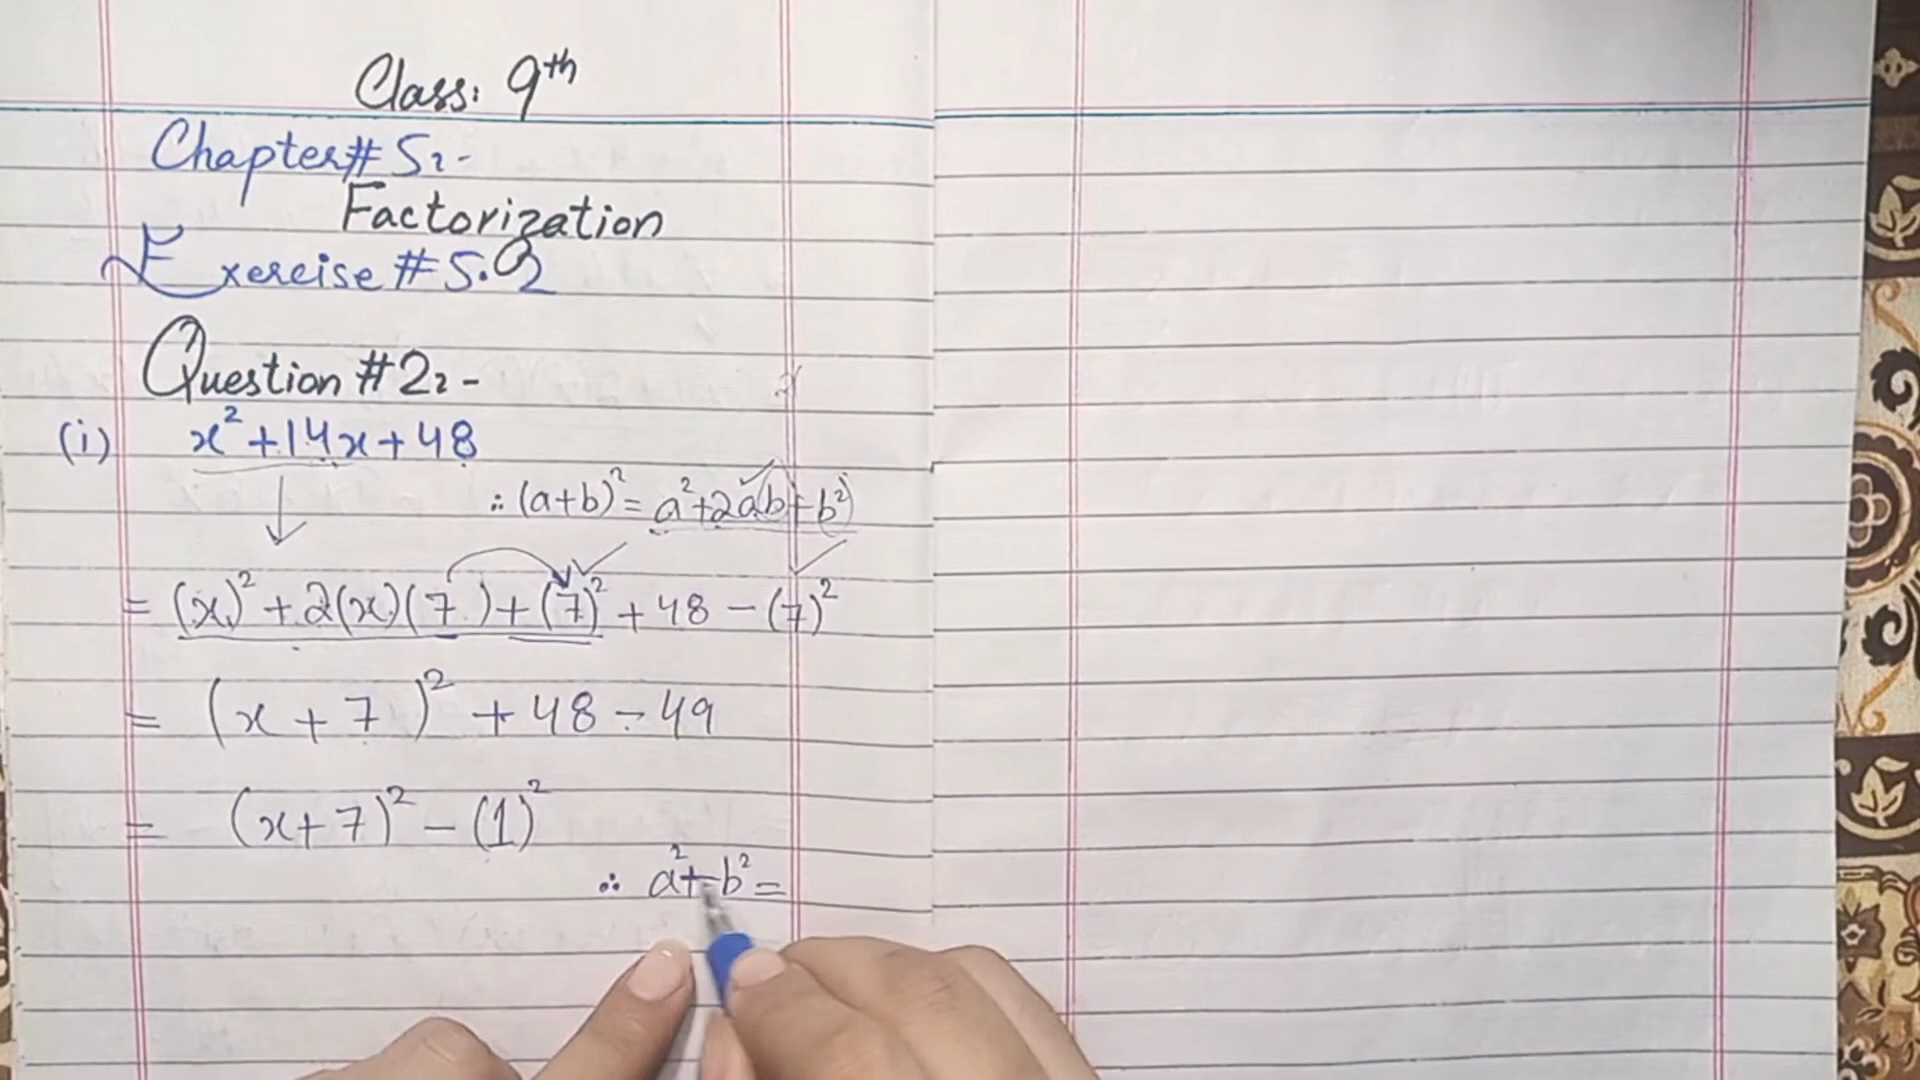 Class: 9th
Chapter# 5:-
Factorization
Exercise # 5.2
Question #2:-
(i) x² + 14x + 48
∴ (a+b)² = a²+2ab+b²
= (x)² + 2(x)(7) + (7)² + 48 - (7)²
= (x + 7)² + 48 - 49
= (x+7)² - (1)²
∴ a² - b² =